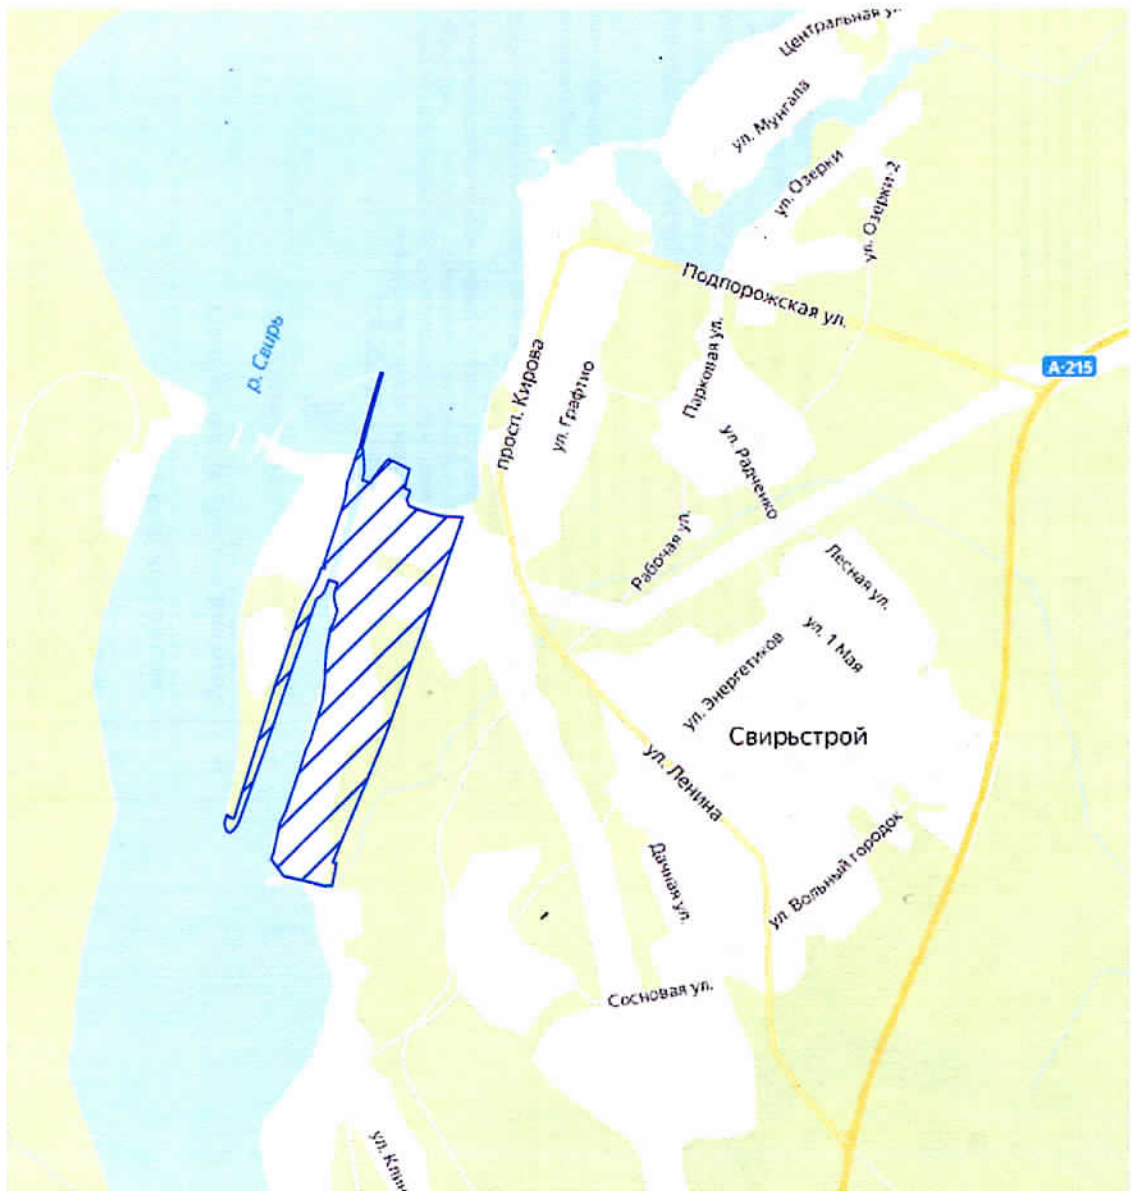 Центральная у
ул. Мунгала
ул. Озерки
ул. Озерки-2
Подпорожская ул.
А-215
р. Свирь
просп. Кирова
ул. Графтио
Парковая ул.
ул. Радченко
Рабочая ул.
Лесная ул.
ул. 1 Мая
ул. Энергетиков
Свирьстрой
ул. Ленина
Дачная ул.
ул. Вольный городок
Сосновая ул.
ул. Клин